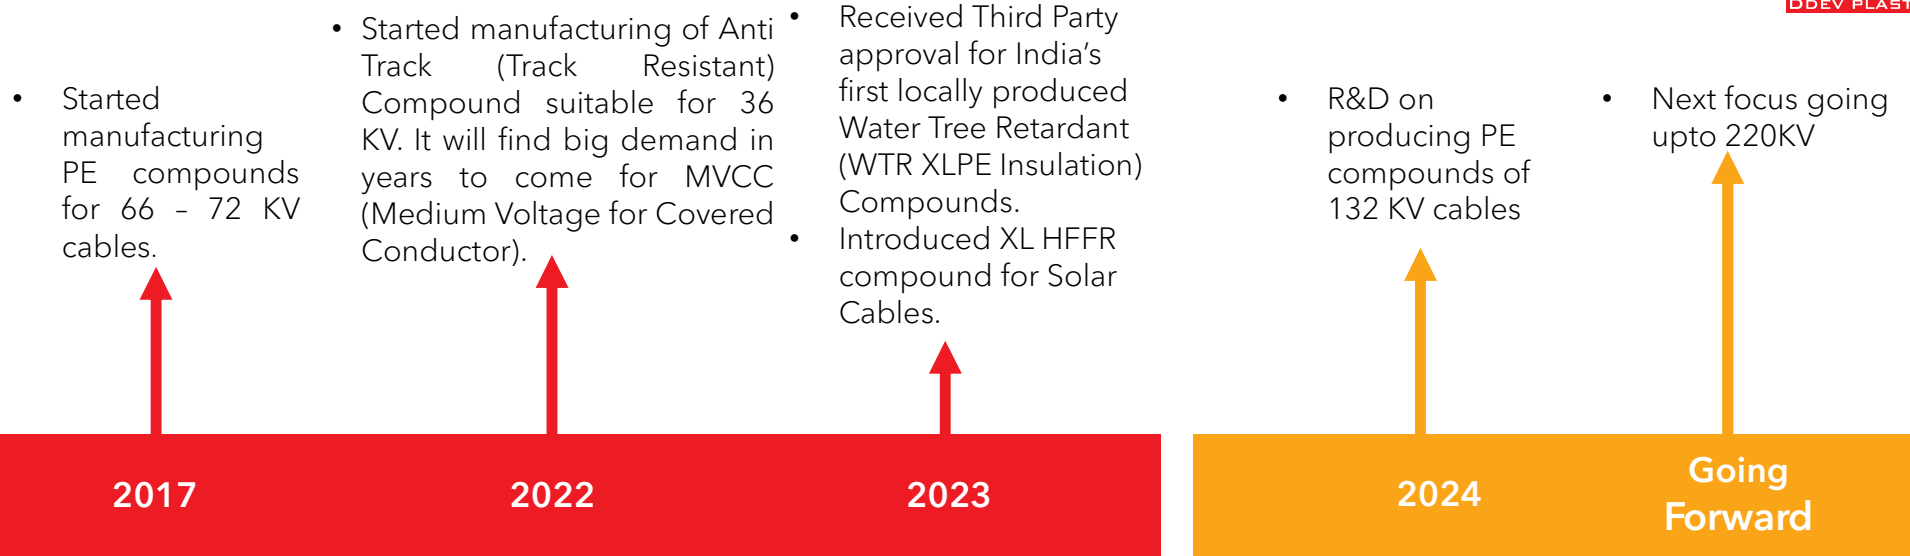 • Started
manufacturing
PE compounds
for 66 – 72 KV
cables.
• Started manufacturing of Anti
Track (Track Resistant)
Compound suitable for 36
KV. It will find big demand in
years to come for MVCC
(Medium Voltage for Covered
Conductor).
• Received Third Party
approval for India’s
first locally produced
Water Tree Retardant
(WTR XLPE Insulation)
Compounds.
• Introduced XL HFFR
compound for Solar
Cables.
• R&D on
producing PE
compounds of
132 KV cables
• Next focus going
upto 220KV
DDEV PLAST
2017
2022
2023
2024
Going
Forward